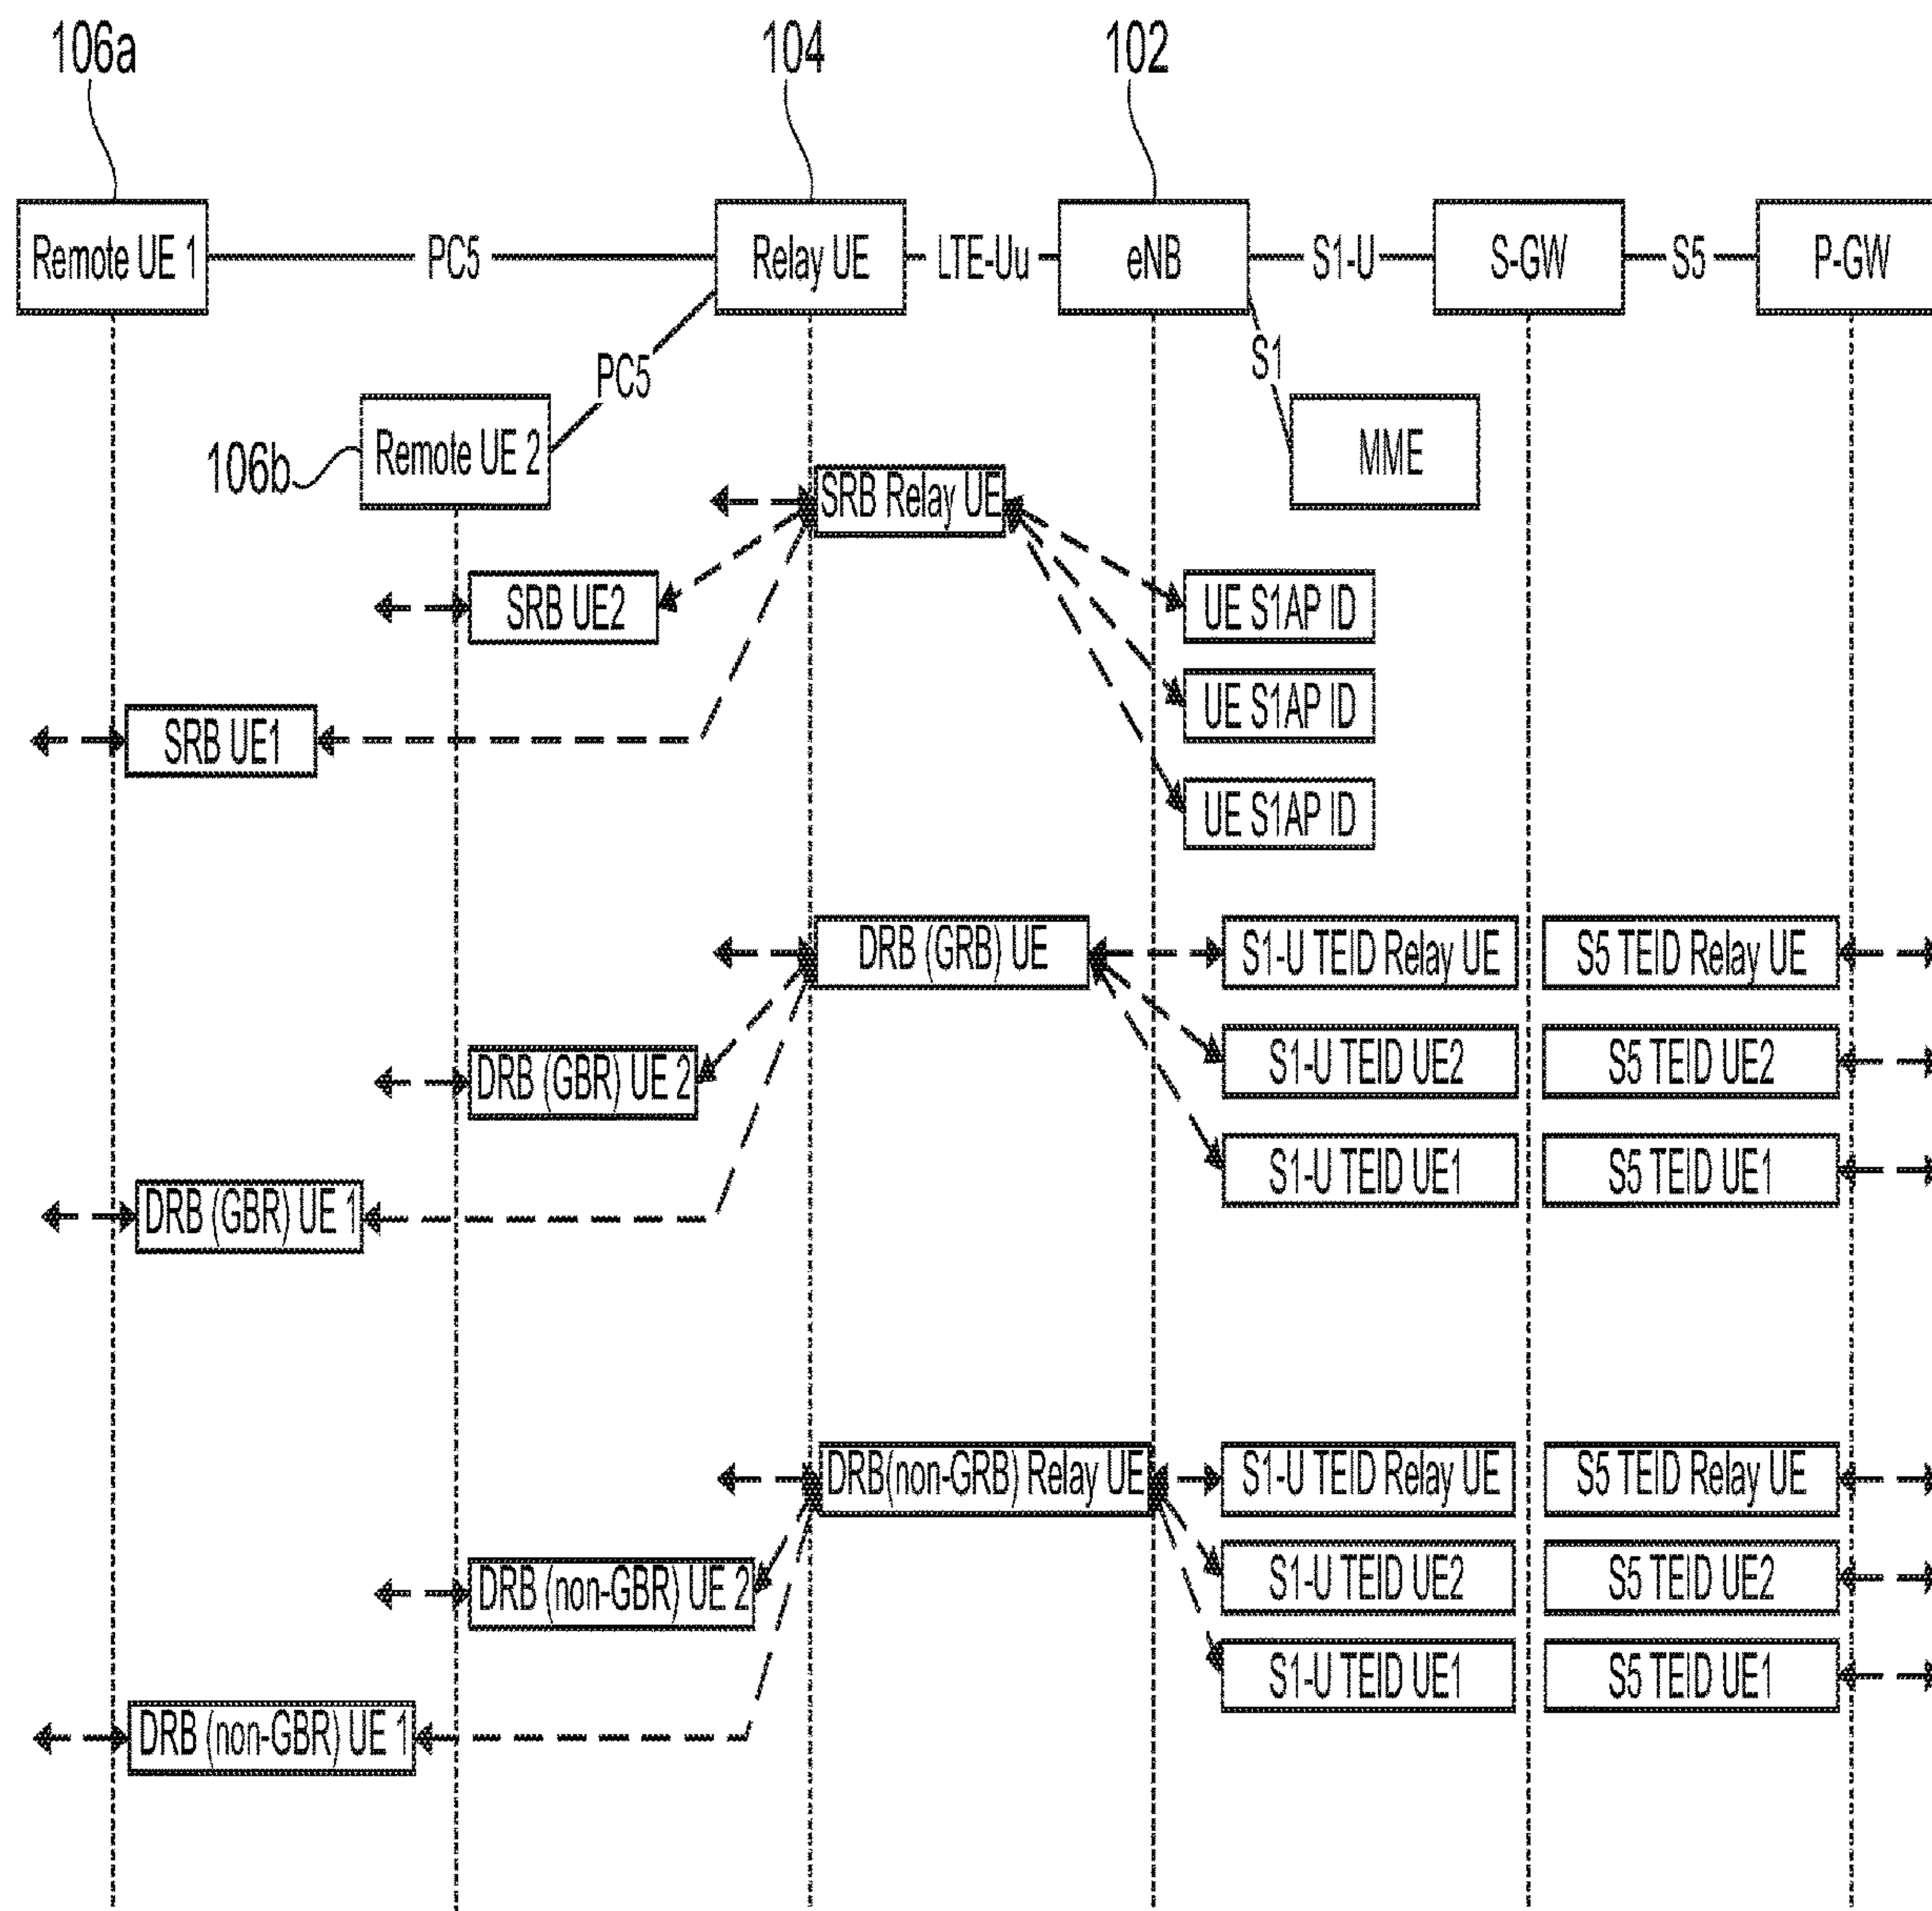 106a
104
102
Remote UE 1
PC5
Relay UE
LTE-Uu
eNB
S1-U
S-GW
S5
P-GW
PC5
S1
106b
Remote UE 2
MME
SRB Relay UE
SRB UE2
UE S1AP ID
UE S1AP ID
SRB UE1
UE S1AP ID
DRB (GRB) UE
S1-U TEID Relay UE
S5 TEID Relay UE
DRB (GBR) UE 2
S1-U TEID UE2
S5 TEID UE2
DRB (GBR) UE 1
S1-U TEID UE1
S5 TEID UE1
DRB(non-GRB) Relay UE
S1-U TEID Relay UE
S5 TEID Relay UE
DRB (non-GBR) UE 2
S1-U TEID UE2
S5 TEID UE2
S1-U TEID UE1
S5 TEID UE1
DRB (non-GBR) UE 1